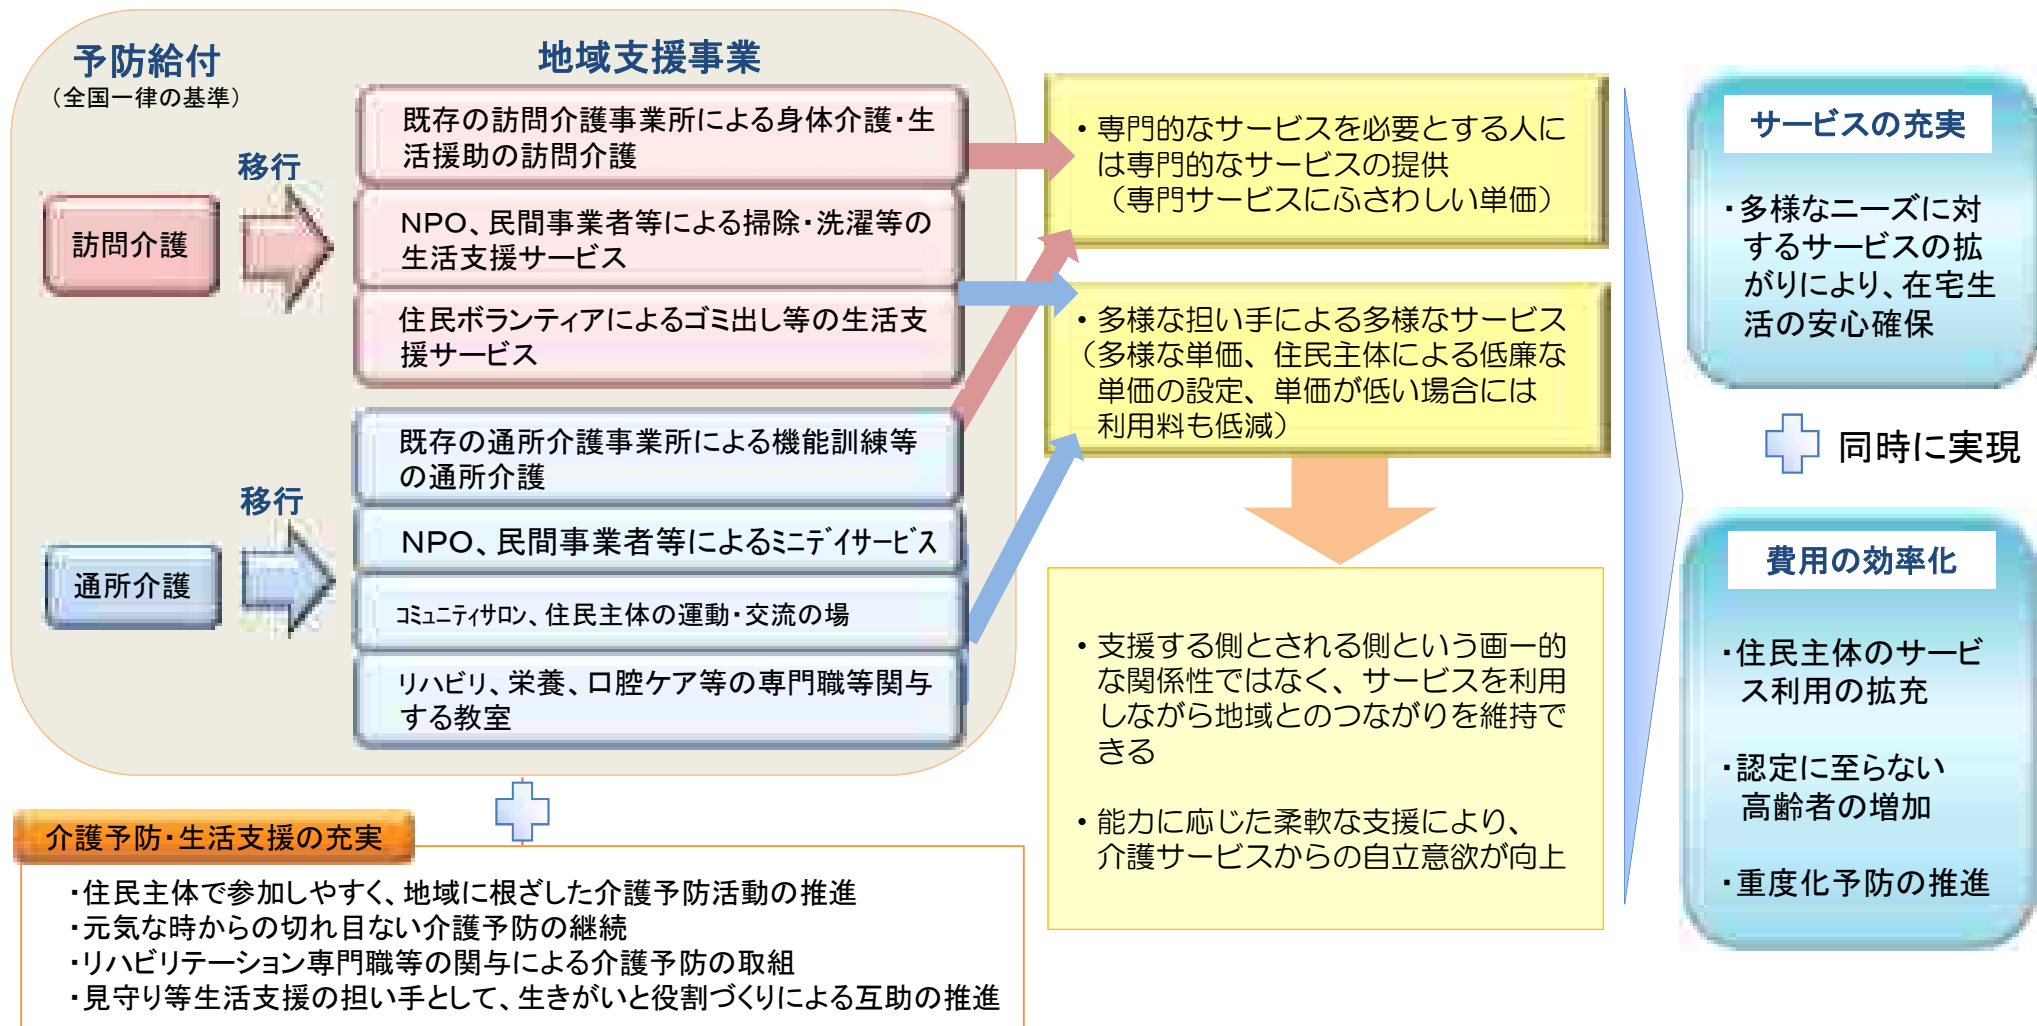 予防給付
（全国一律の基準）
地域支援事業
移行
訪問介護
既存の訪問介護事業所による身体介護・生
活援助の訪問介護
NPO、民間事業者等による掃除・洗濯等の
生活支援サービス
住民ボランティアによるゴミ出し等の生活支
援サービス
移行
通所介護
既存の通所介護事業所による機能訓練等
の通所介護
NPO、民間事業者等によるミニデイサービス
コミュニティサロン、住民主体の運動・交流の場
リハビリ、栄養、口腔ケア等の専門職等関与
する教室
介護予防・生活支援の充実
・住民主体で参加しやすく、地域に根ざした介護予防活動の推進
・元気な時からの切れ目ない介護予防の継続
・リハビリテーション専門職等の関与による介護予防の取組
・見守り等生活支援の担い手として、生きがいと役割づくりによる互助の推進
・専門的なサービスを必要とする人に
は専門的なサービスの提供
（専門サービスにふさわしい単価）
・多様な担い手による多様なサービス
（多様な単価、住民主体による低廉な
単価の設定、単価が低い場合には
利用料も低減）
・支援する側とされる側という画一的
な関係性ではなく、サービスを利用
しながら地域とのつながりを維持で
きる
・能力に応じた柔軟な支援により、
介護サービスからの自立意欲が向上
サービスの充実
・多様なニーズに対
するサービスの拡
がりにより、在宅生
活の安心確保
同時に実現
費用の効率化
・住民主体のサービ
ス利用の拡充
・認定に至らない
高齢者の増加
・重度化予防の推進